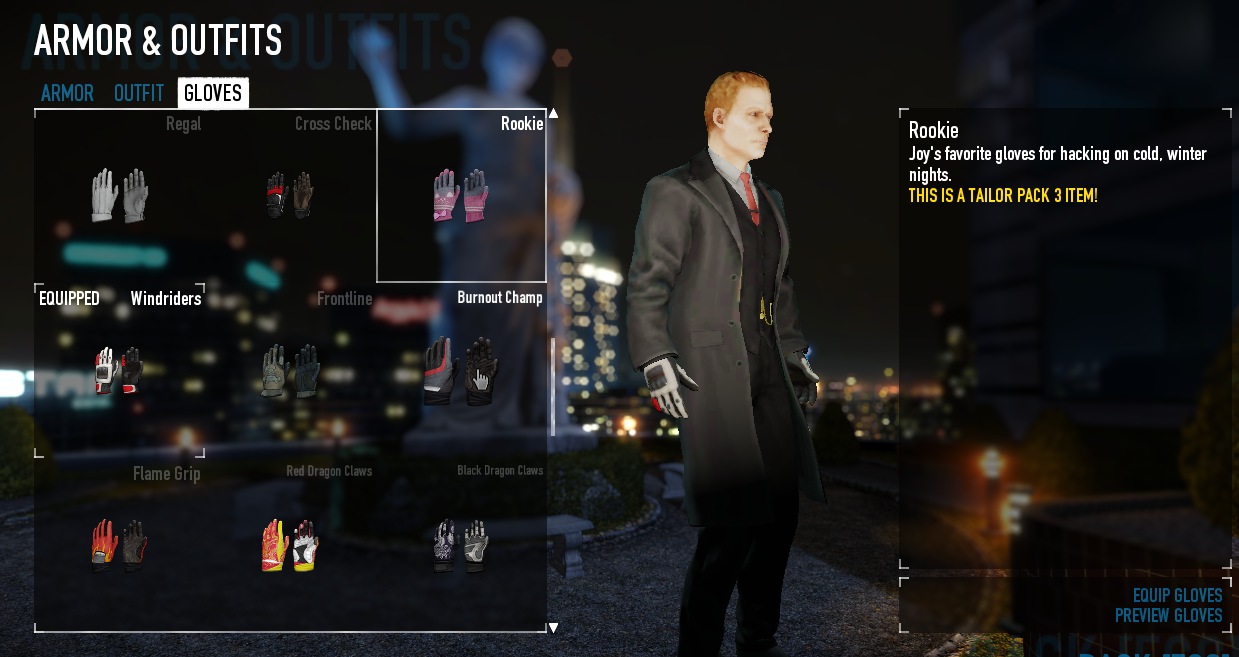 ARMOR & OUTFITS
ARMOR OUTFIT GLOVES
Regal Cross Check Rookie
EQUIPPED Windriders Frontline Burnout Champ
Flame Grip Red Dragon Claws Black Dragon Claws
Rookie
Joy's favorite gloves for hacking on cold, winter
nights.
THIS IS A TAILOR PACK 3 ITEM!
EQUIP GLOVES
PREVIEW GLOVES